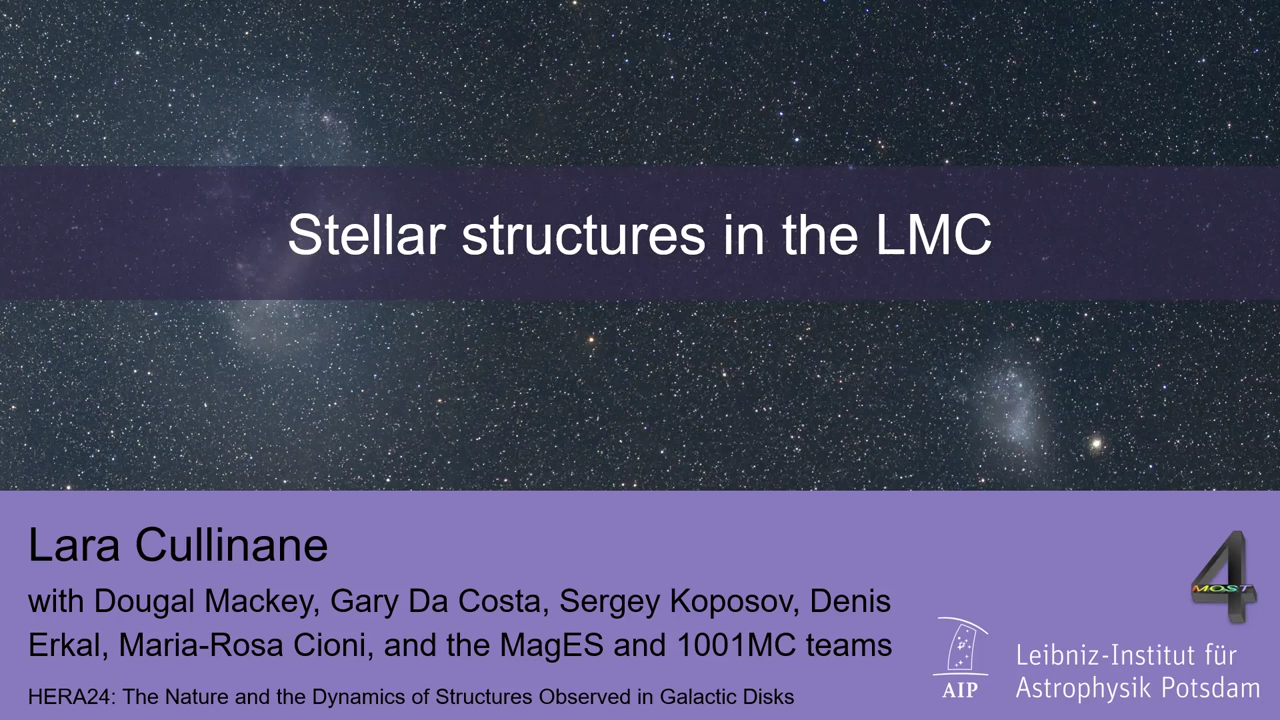 Stellar structures in the LMC
Lara Cullinane
with Dougal Mackey, Gary Da Costa, Sergey Koposov, Denis
Erkal, Maria-Rosa Cioni, and the MagES and 1001MC teams
HERA24: The Nature and the Dynamics of Structures Observed in Galactic Disks
4
MOST
AIP
Leibniz-Institut für
Astrophysik Potsdam